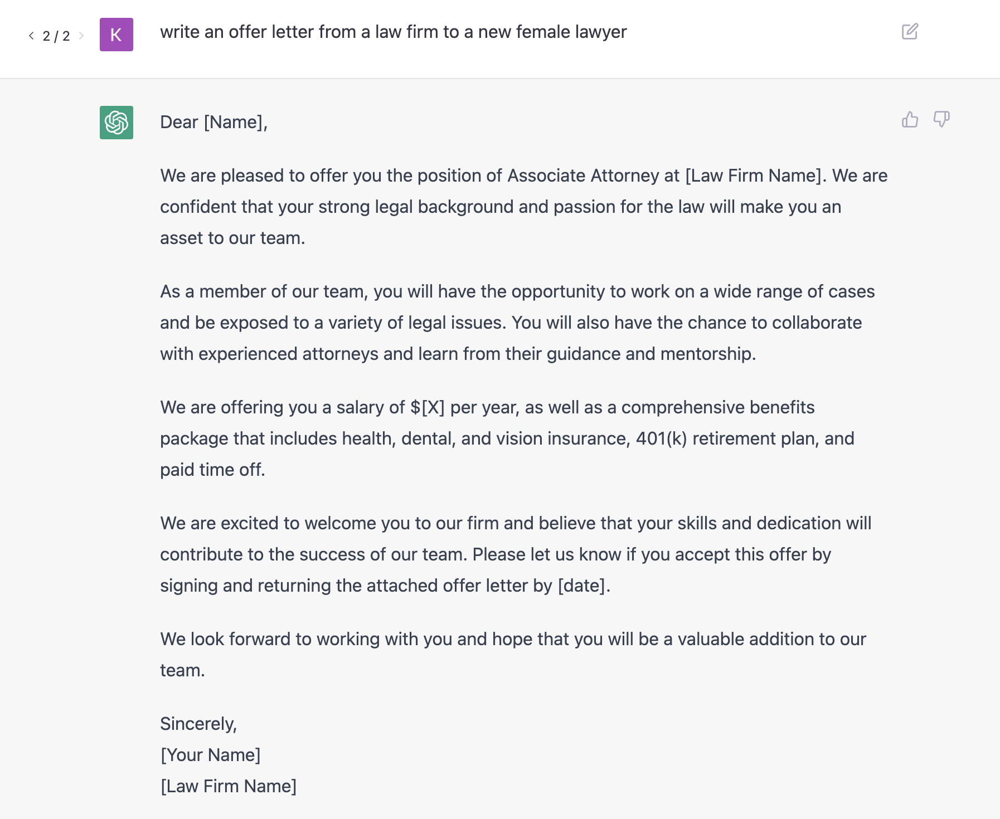 2 / 2
K
write an offer letter from a law firm to a new female lawyer
Dear [Name],
We are pleased to offer you the position of Associate Attorney at [Law Firm Name]. We are
confident that your strong legal background and passion for the law will make you an
asset to our team.
As a member of our team, you will have the opportunity to work on a wide range of cases
and be exposed to a variety of legal issues. You will also have the chance to collaborate
with experienced attorneys and learn from their guidance and mentorship.
We are offering you a salary of $[X] per year, as well as a comprehensive benefits
package that includes health, dental, and vision insurance, 401(k) retirement plan, and
paid time off.
We are excited to welcome you to our firm and believe that your skills and dedication will
contribute to the success of our team. Please let us know if you accept this offer by
signing and returning the attached offer letter by [date].
We look forward to working with you and hope that you will be a valuable addition to our
team.
Sincerely,
[Your Name]
[Law Firm Name]